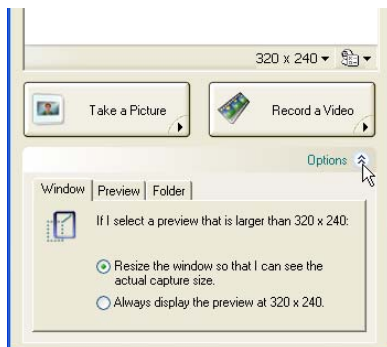 320 x 240
Take a Picture
Record a Video
Options
Window
Preview
Folder
If I select a preview that is larger than 320 x 240:
Resize the window so that I can see the
actual capture size.
Always display the preview at 320 x 240.